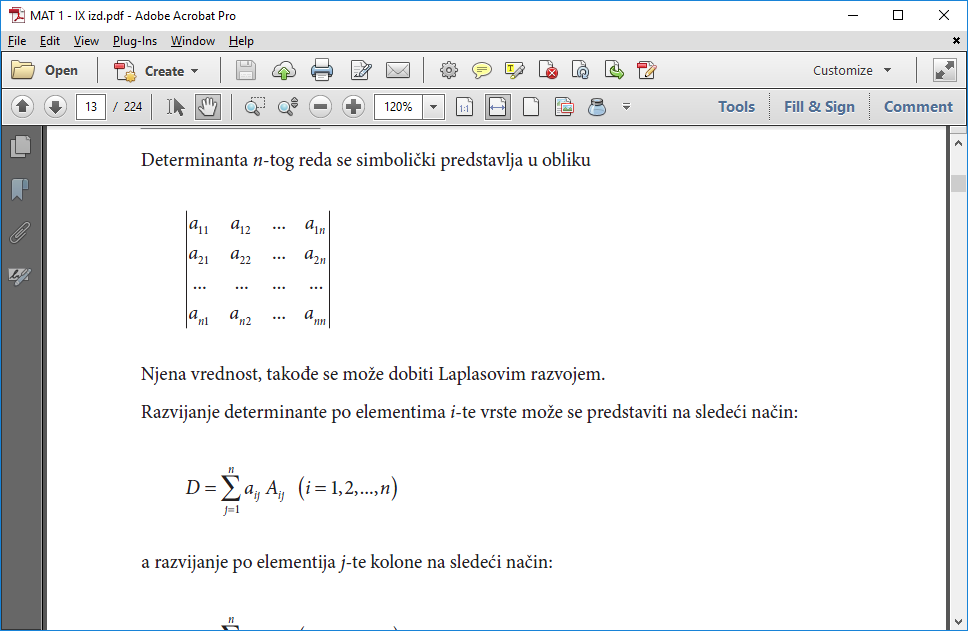 MAT 1 - IX izd.pdf - Adobe Acrobat Pro
File Edit View Plug-Ins Window Help
Open Create Customize
13 / 224 120% 1:1 Tools Fill & Sign Comment
Determinanta n-tog reda se simbolički predstavlja u obliku
a11 a12 ... a1n
a21 a22 ... a2n
... ... ... ...
an1 an2 ... ann
Njena vrednost, takođe se može dobiti Laplasovim razvojem.
Razvijanje determinante po elementima i-te vrste može se predstaviti na sledeći način:
D = n∑j=1 aij Aij (i = 1,2,...,n)
a razvijanje po elementija j-te kolone na sledeći način:
n